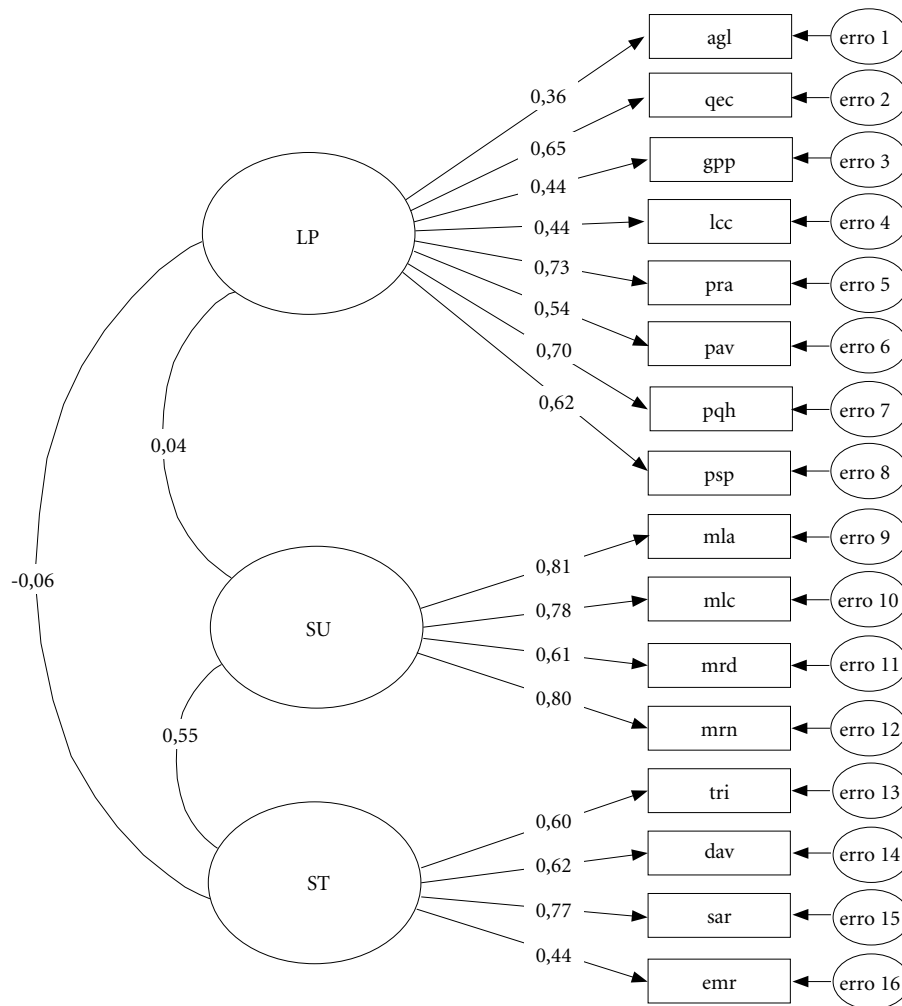 agl
erro 1
0,36
qec
erro 2
0,65
gpp
erro 3
0,44
LP
lcc
erro 4
0,44
pra
erro 5
0,73
pav
erro 6
0,54
pqh
erro 7
0,70
psp
erro 8
0,62
0,04
mla
erro 9
0,81
-0,06
mlc
erro 10
0,78
SU
mrd
erro 11
0,61
mrn
erro 12
0,80
0,55
tri
erro 13
0,60
dav
erro 14
0,62
ST
sar
erro 15
0,77
emr
erro 16
0,44